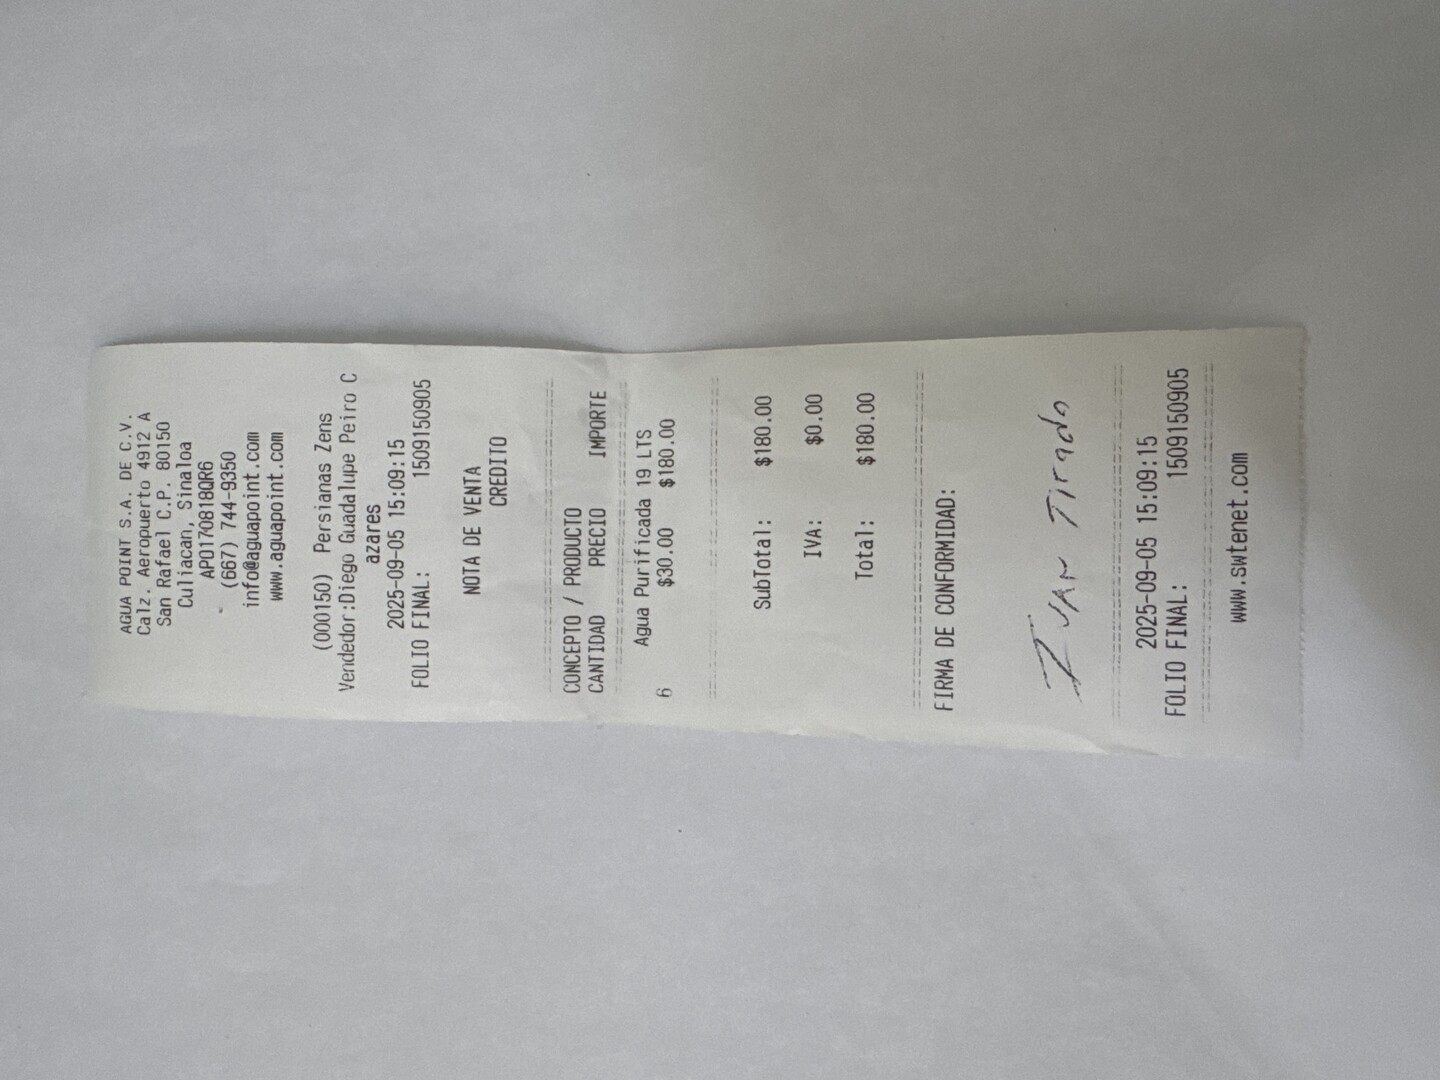 AGUA POINT S.A. DE C.V.
Calz. Aeropuerto 4912 A
San Rafael C.P. 80150
Culiacan, Sinaloa
APO170818QR6
(667) 744-9350
info@aguapoint.com
www.aguapoint.com
(000150) Persianas Zens
Vendedor:Diego Guadalupe Peiro C
azares
2025-09-05 15:09:15
FOLIO FINAL: 1509150905
NOTA DE VENTA
CREDITO
CONCEPTO / PRODUCTO
CANTIDAD PRECIO IMPORTE
Agua Purificada 19 LTS
6 $30.00 $180.00
SubTotal: $180.00
IVA: $0.00
Total: $180.00
FIRMA DE CONFORMIDAD:
IVAN Tirado
2025-09-05 15:09:15
FOLIO FINAL: 1509150905
www.swtenet.com